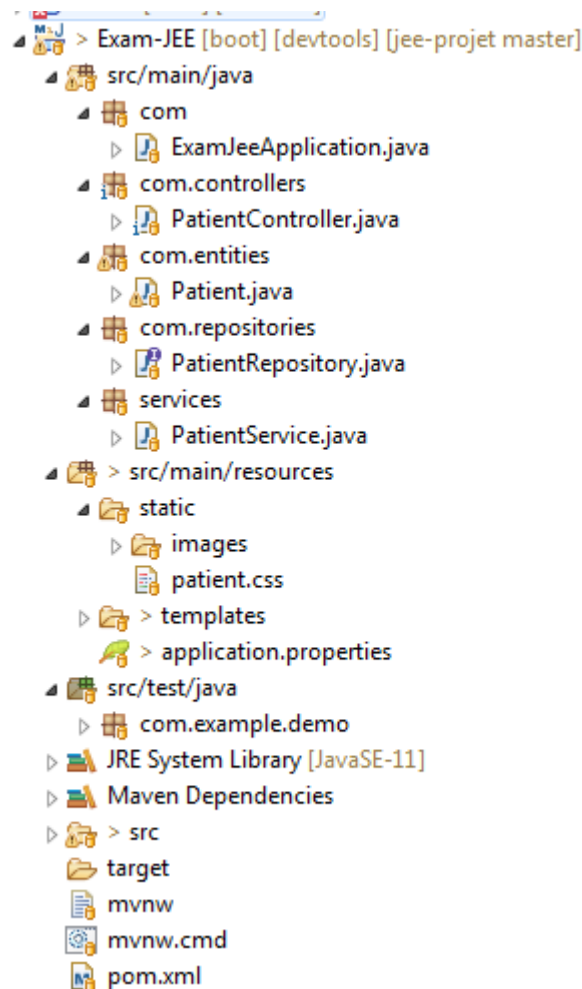 > Exam-JEE [boot] [devtools] [jee-projet master]
src/main/java
com
ExamJeeApplication.java
com.controllers
PatientController.java
com.entities
Patient.java
com.repositories
PatientRepository.java
services
PatientService.java
> src/main/resources
static
images
patient.css
> templates
> application.properties
src/test/java
com.example.demo
JRE System Library [JavaSE-11]
Maven Dependencies
> src
target
mvnw
mvnw.cmd
pom.xml